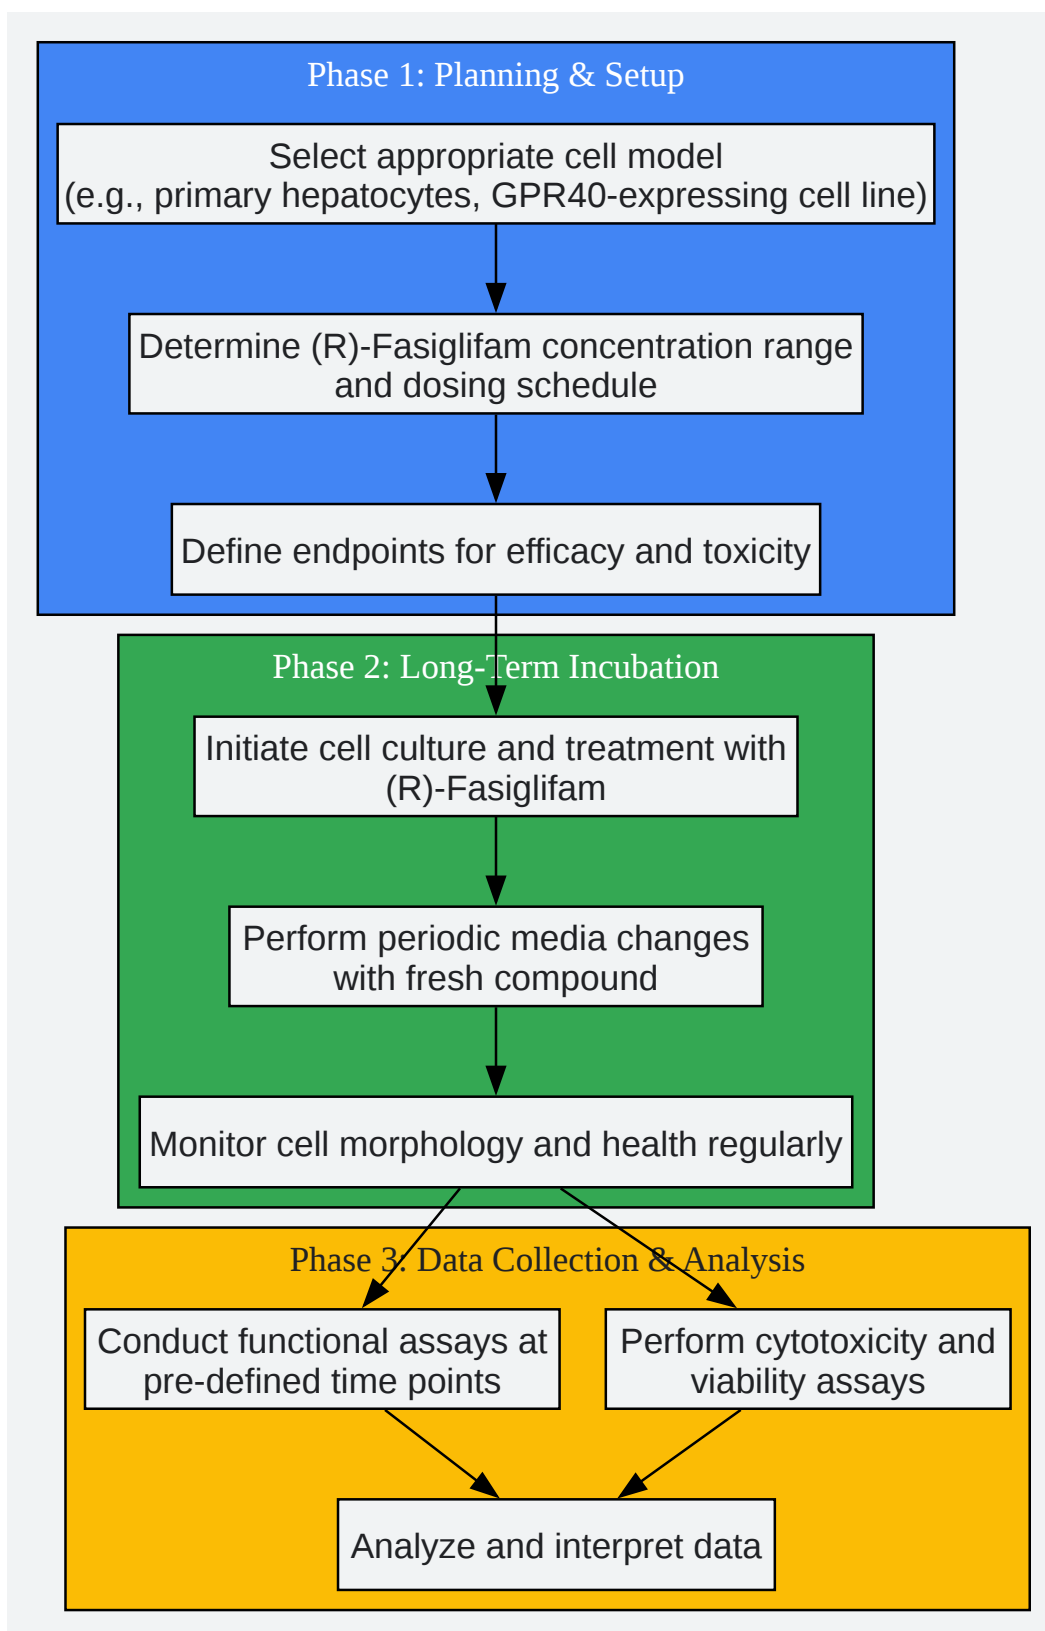 Phase 1: Planning & Setup
Select appropriate cell model
(e.g., primary hepatocytes, GPR40-expressing cell line)
Determine (R)-Fasiglifam concentration range
and dosing schedule
Define endpoints for efficacy and toxicity
Phase 2: Long-Term Incubation
Initiate cell culture and treatment with
(R)-Fasiglifam
Perform periodic media changes
with fresh compound
Monitor cell morphology and health regularly
Phase 3: Data Collection & Analysis
Conduct functional assays at
pre-defined time points
Perform cytotoxicity and
viability assays
Analyze and interpret data